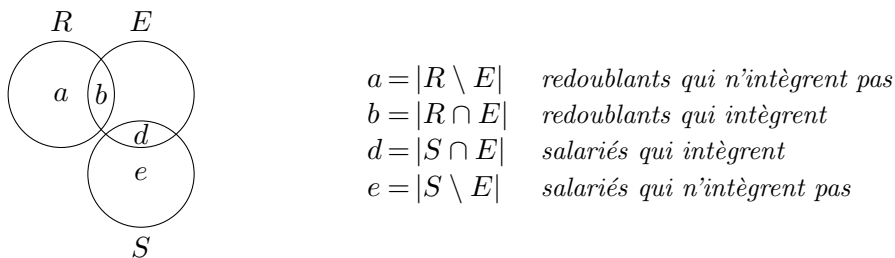 R E
a b
d
e
S
a = |R \ E| redoublants qui n'intègrent pas
b = |R ∩ E| redoublants qui intègrent
d = |S ∩ E| salariés qui intègrent
e = |S \ E| salariés qui n'intègrent pas